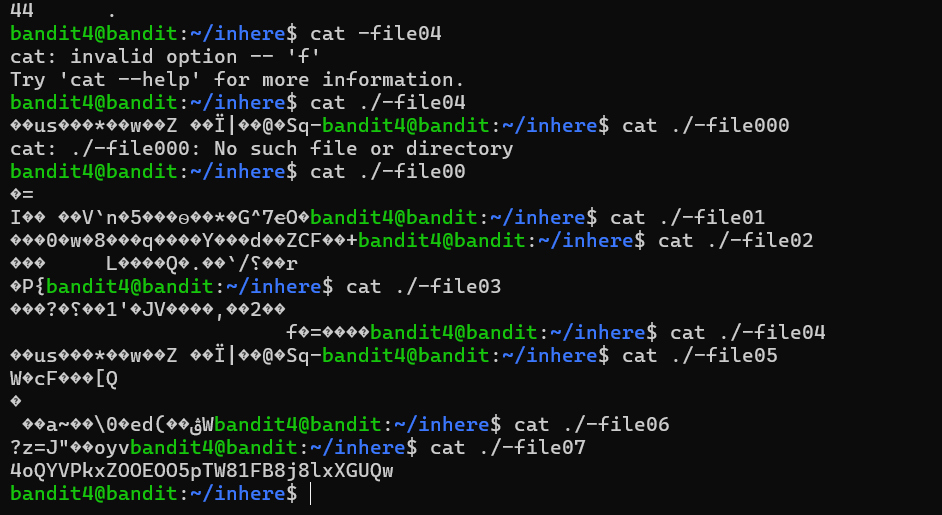 44      .
bandit4@bandit:~/inhere$ cat -file04
cat: invalid option -- 'f'
Try 'cat --help' for more information.
bandit4@bandit:~/inhere$ cat ./-file04
��us���*��w��Z ��Ï|��@�Sq-bandit4@bandit:~/inhere$ cat ./-file000
cat: ./-file000: No such file or directory
bandit4@bandit:~/inhere$ cat ./-file00
�=
I�� ��V`n�5���ѳ��*�G^7eO�bandit4@bandit:~/inhere$ cat ./-file01
���0�w�8���q����Y���d��ZCF��+bandit4@bandit:~/inhere$ cat ./-file02
���     L����Q�.��`/؟��r
�P{bandit4@bandit:~/inhere$ cat ./-file03
���?�؟��1'�JV����,��2��
f�=����bandit4@bandit:~/inhere$ cat ./-file04
��us���*��w��Z ��Ï|��@�Sq-bandit4@bandit:~/inhere$ cat ./-file05
W�cF���[Q
�
��a~��\0�ed(��ڨWbandit4@bandit:~/inhere$ cat ./-file06
?z=J"��oyvbandit4@bandit:~/inhere$ cat ./-file07
4oQYVPkxZOOEOO5pTW81FB8j8lxXGUQw
bandit4@bandit:~/inhere$